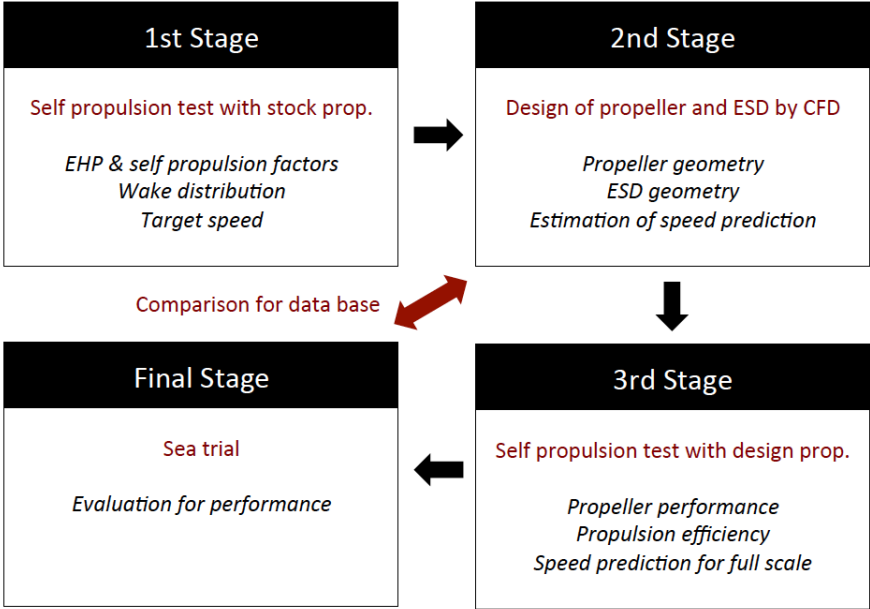 1st Stage
Self propulsion test with stock prop.
EHP & self propulsion factors
Wake distribution
Target speed
2nd Stage
Design of propeller and ESD by CFD
Propeller geometry
ESD geometry
Estimation of speed prediction
Comparison for data base
3rd Stage
Self propulsion test with design prop.
Propeller performance
Propulsion efficiency
Speed prediction for full scale
Final Stage
Sea trial
Evaluation for performance